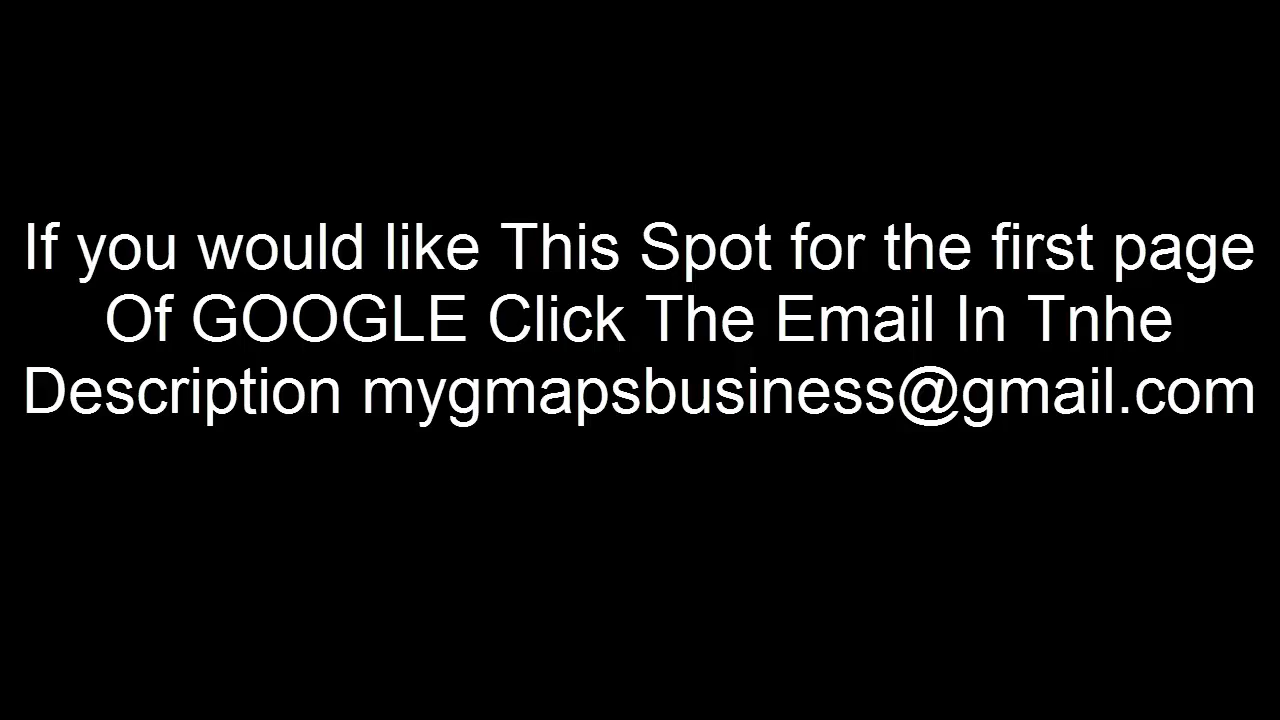 If you would like This Spot for the first page
Of GOOGLE Click The Email In Tnhe
Description mygmapsbusiness@gmail.com